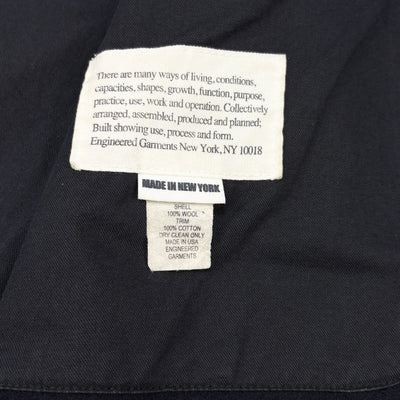 There are many ways of living, conditions,
capacities, shapes, growth, function, purpose,
practice, use, work and operation. Collectively
arranged, assembled, produced and planned;
Built showing use, process and form.
Engineered Garments New York, NY 10018
MADE IN NEW YORK
SHELL
100% WOOL
TRIM
100% COTTON
DRY CLEAN ONLY
MADE IN USA
ENGINEERED
GARMENTS